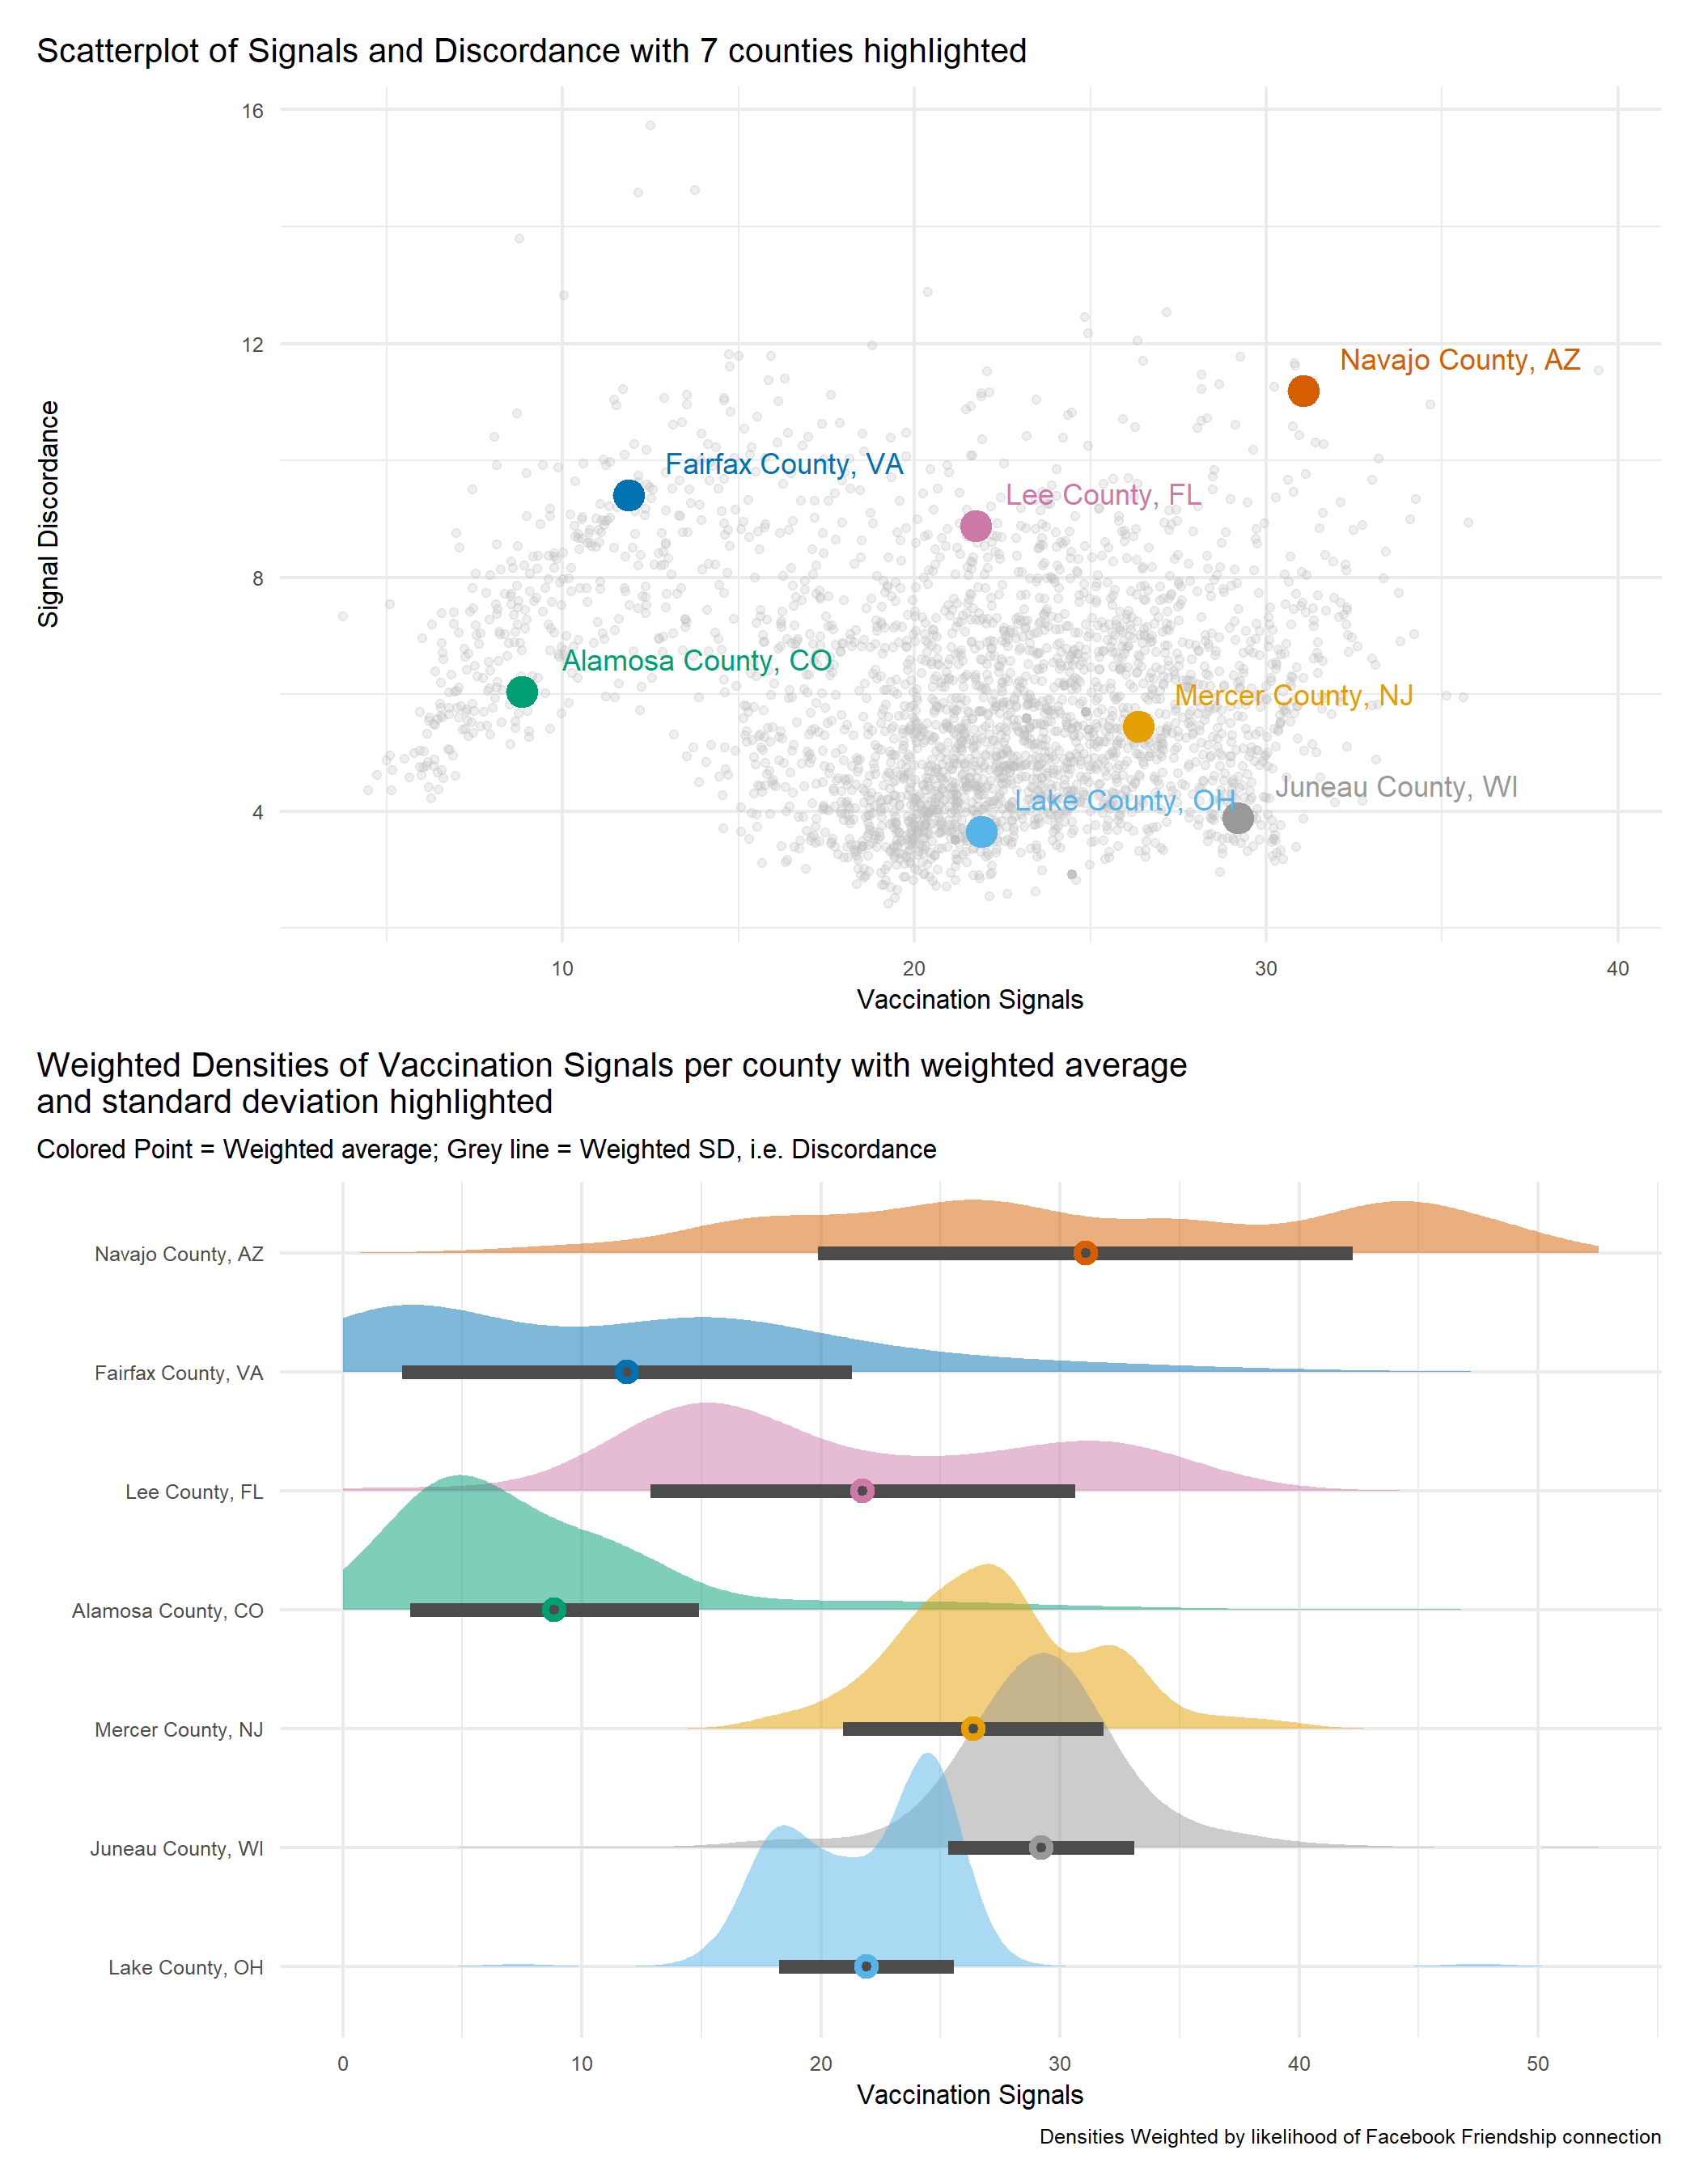 Scatterplot of Signals and Discordance with 7 counties highlighted
16
12
8
4
Signal Discordance
Navajo County, AZ
Fairfax County, VA
Lee County, FL
Alamosa County, CO
Mercer County, NJ
Juneau County, WI
Lake County, OH
10 20 30 40
Vaccination Signals
Weighted Densities of Vaccination Signals per county with weighted average
and standard deviation highlighted
Colored Point = Weighted average; Grey line = Weighted SD, i.e. Discordance
Navajo County, AZ
Fairfax County, VA
Lee County, FL
Alamosa County, CO
Mercer County, NJ
Juneau County, WI
Lake County, OH
0 10 20 30 40 50
Vaccination Signals
Densities Weighted by likelihood of Facebook Friendship connection